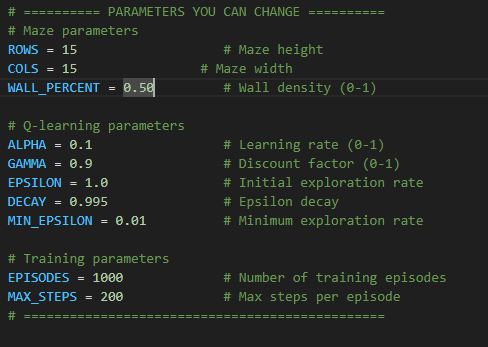 # ========== PARAMETERS YOU CAN CHANGE ==========
# Maze parameters
ROWS = 15                   # Maze height
COLS = 15                # Maze width
WALL_PERCENT = 0.50         # Wall density (0-1)

# Q-learning parameters
ALPHA = 0.1                 # Learning rate (0-1)
GAMMA = 0.9                 # Discount factor (0-1)
EPSILON = 1.0               # Initial exploration rate
DECAY = 0.995               # Epsilon decay
MIN_EPSILON = 0.01          # Minimum exploration rate

# Training parameters
EPISODES = 1000             # Number of training episodes
MAX_STEPS = 200             # Max steps per episode
# ===============================================